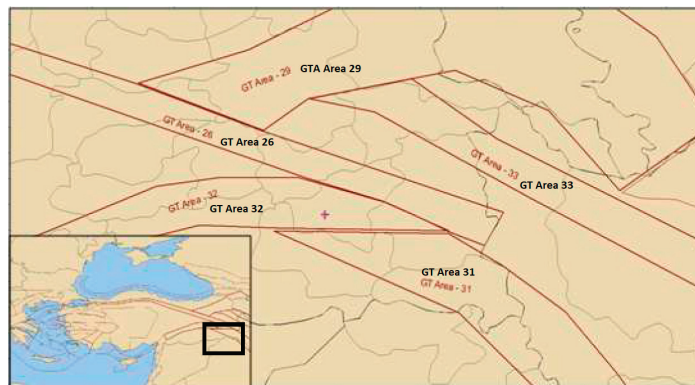 GTA Area 29
GT Area - 29
GT Area - 26
GT Area 26
GT Area - 33
GT Area 33
GT Area - 32
GT Area 32
GT Area 31
GT Area - 31